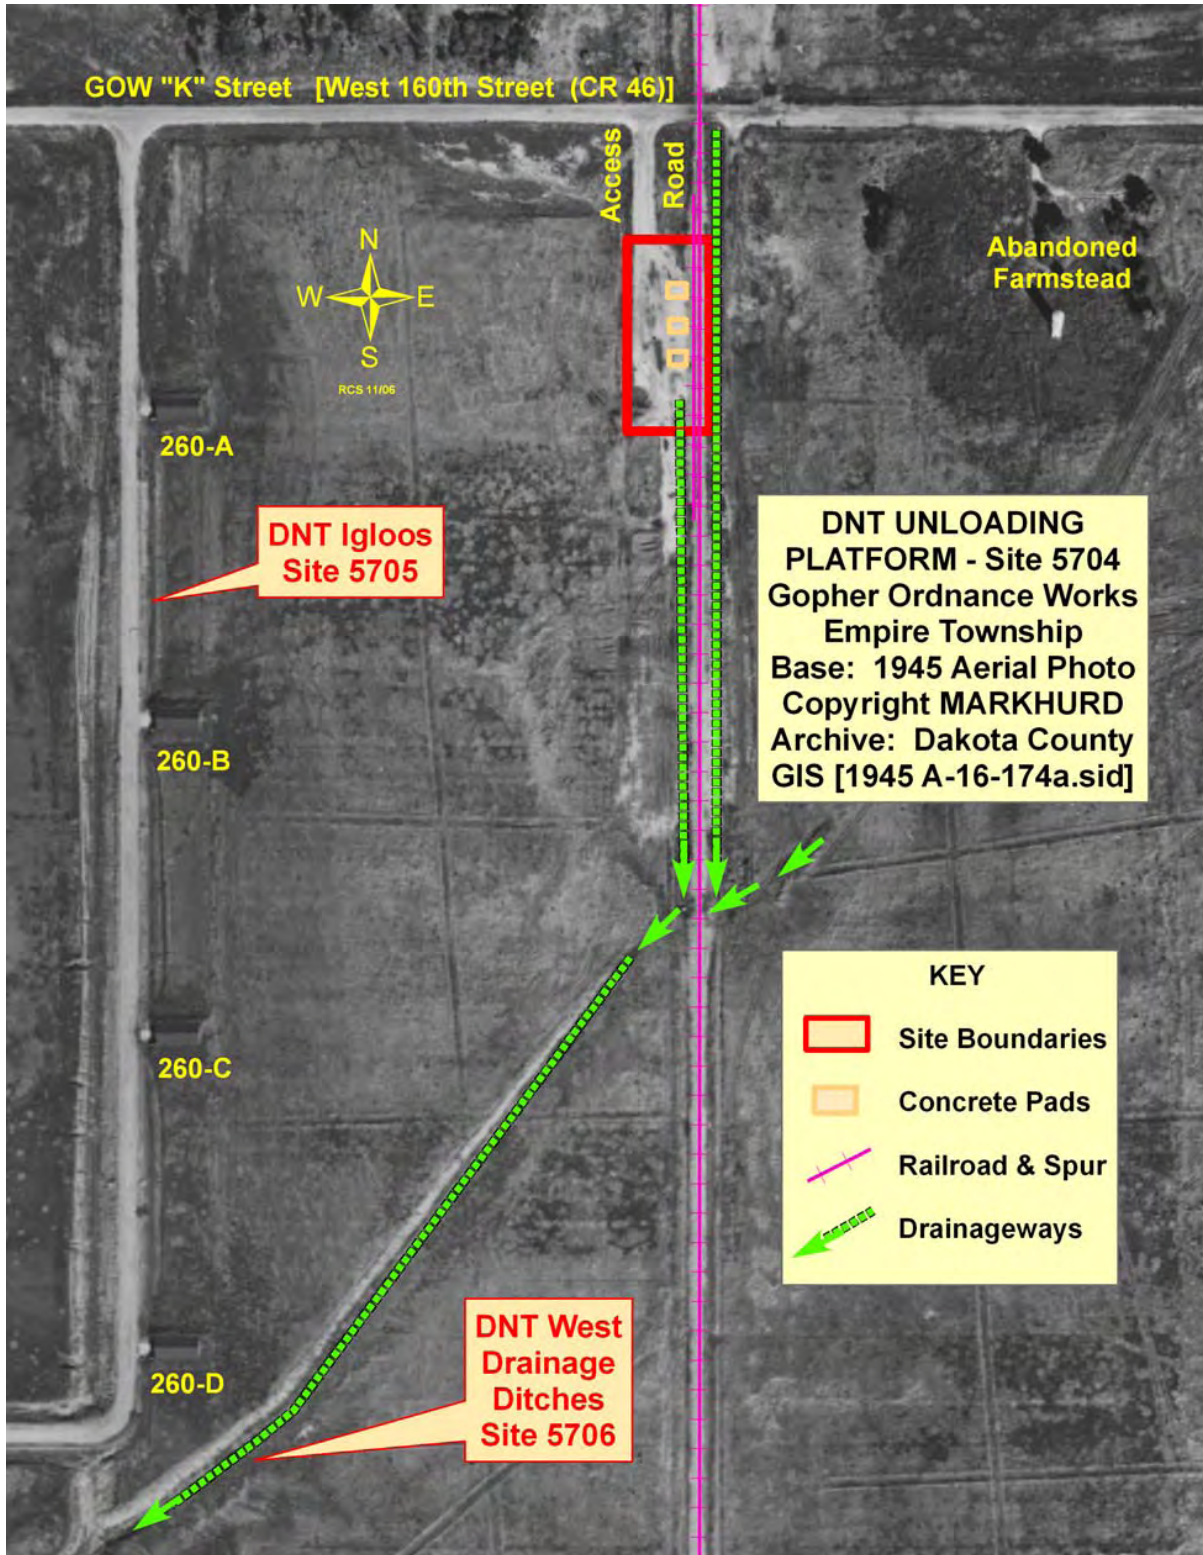 GOW "K" Street [West 160th Street (CR 46)]
Access
Road
N
W E
S
RCS 11/06
Abandoned
Farmstead
260-A
DNT Igloos
Site 5705
DNT UNLOADING
PLATFORM - Site 5704
Gopher Ordnance Works
Empire Township
Base: 1945 Aerial Photo
Copyright MARKHURD
Archive: Dakota County
GIS [1945 A-16-174a.sid]
260-B
KEY
Site Boundaries
Concrete Pads
Railroad & Spur
Drainageways
260-C
DNT West
Drainage
Ditches
Site 5706
260-D